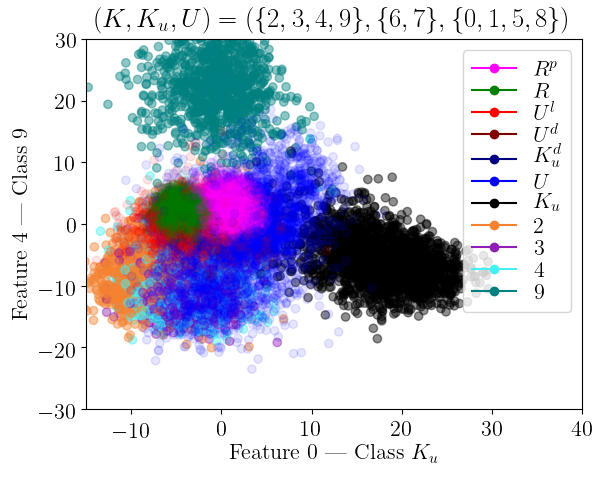 (K, K_u, U) = ({2, 3, 4, 9}, {6, 7}, {0, 1, 5, 8})
30
20
10
0
−10
−20
−30
Feature 4 — Class 9
R^p
R
U^l
U^d
K_u^d
U
K_u
2
3
4
9
−10 0 10 20 30 40
Feature 0 — Class K_u